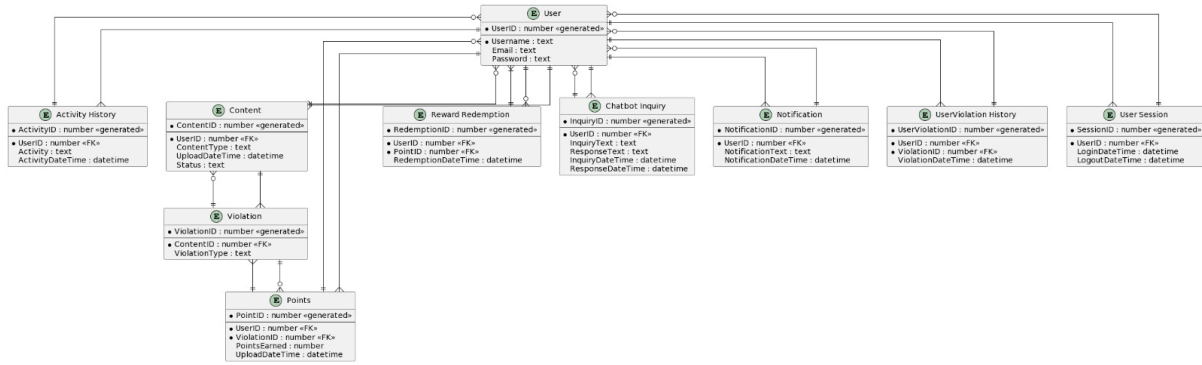 E User
UserID : number «generated»
Username : text
Email : text
Password : text
E Activity History
ActivityID : number «generated»
UserID : number «FK»
Activity : text
ActivityDateTime : datetime
E Content
ContentID : number «generated»
UserID : number «FK»
ContentType : text
UploadDateTime : datetime
Status : text
E Reward Redemption
RedemptionID : number «generated»
UserID : number «FK»
PointID : number «FK»
RedemptionDateTime : datetime
E Chatbot Inquiry
InquiryID : number «generated»
UserID : number «FK»
InquiryText : text
ResponseText : text
InquiryDateTime : datetime
ResponseDateTime : datetime
E Notification
NotificationID : number «generated»
UserID : number «FK»
NotificationText : text
NotificationDateTime : datetime
E UserViolation History
UserViolationID : number «generated»
UserID : number «FK»
ViolationID : number «FK»
ViolationDateTime : datetime
E User Session
SessionID : number «generated»
UserID : number «FK»
LoginDateTime : datetime
LogoutDateTime : datetime
E Violation
ViolationID : number «generated»
ContentID : number «FK»
ViolationType : text
E Points
PointID : number «generated»
UserID : number «FK»
ViolationID : number «FK»
PointsEarned : number
UploadDateTime : datetime